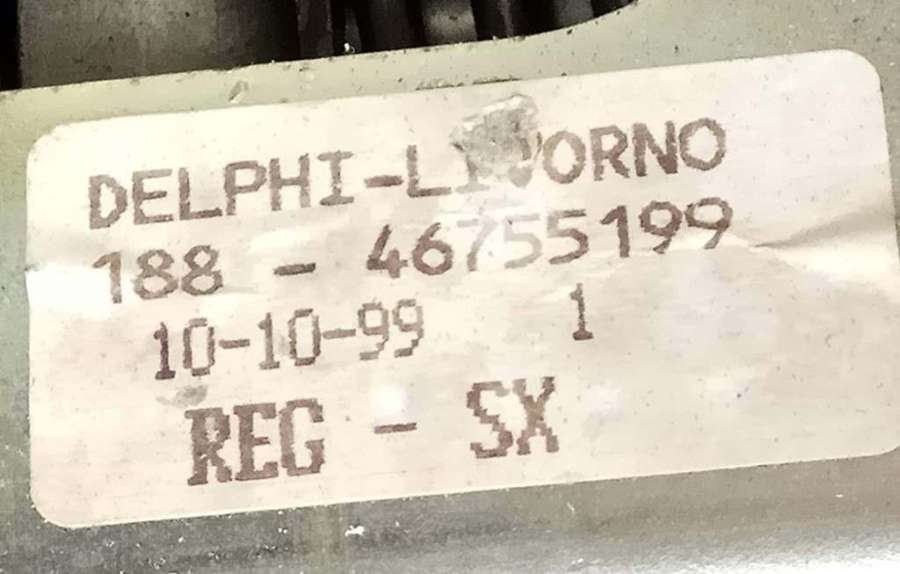 DELPHI-LIVORNO
188 - 46755199
10-10-99 1
REG - SX